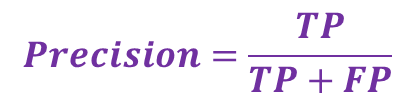 Precision = TP / TP + FP